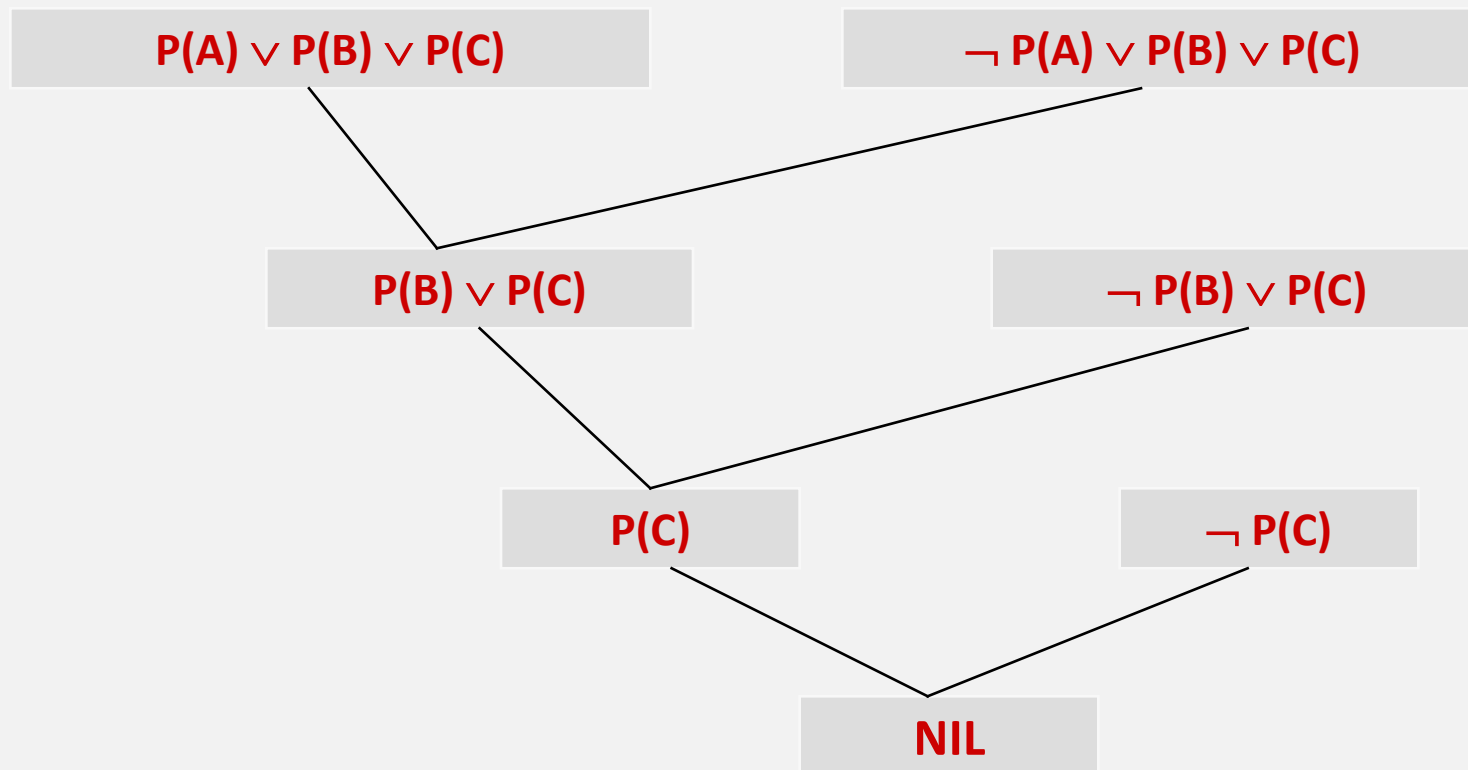 P(A) ∨ P(B) ∨ P(C)
¬ P(A) ∨ P(B) ∨ P(C)
P(B) ∨ P(C)
¬ P(B) ∨ P(C)
P(C)
¬ P(C)
NIL